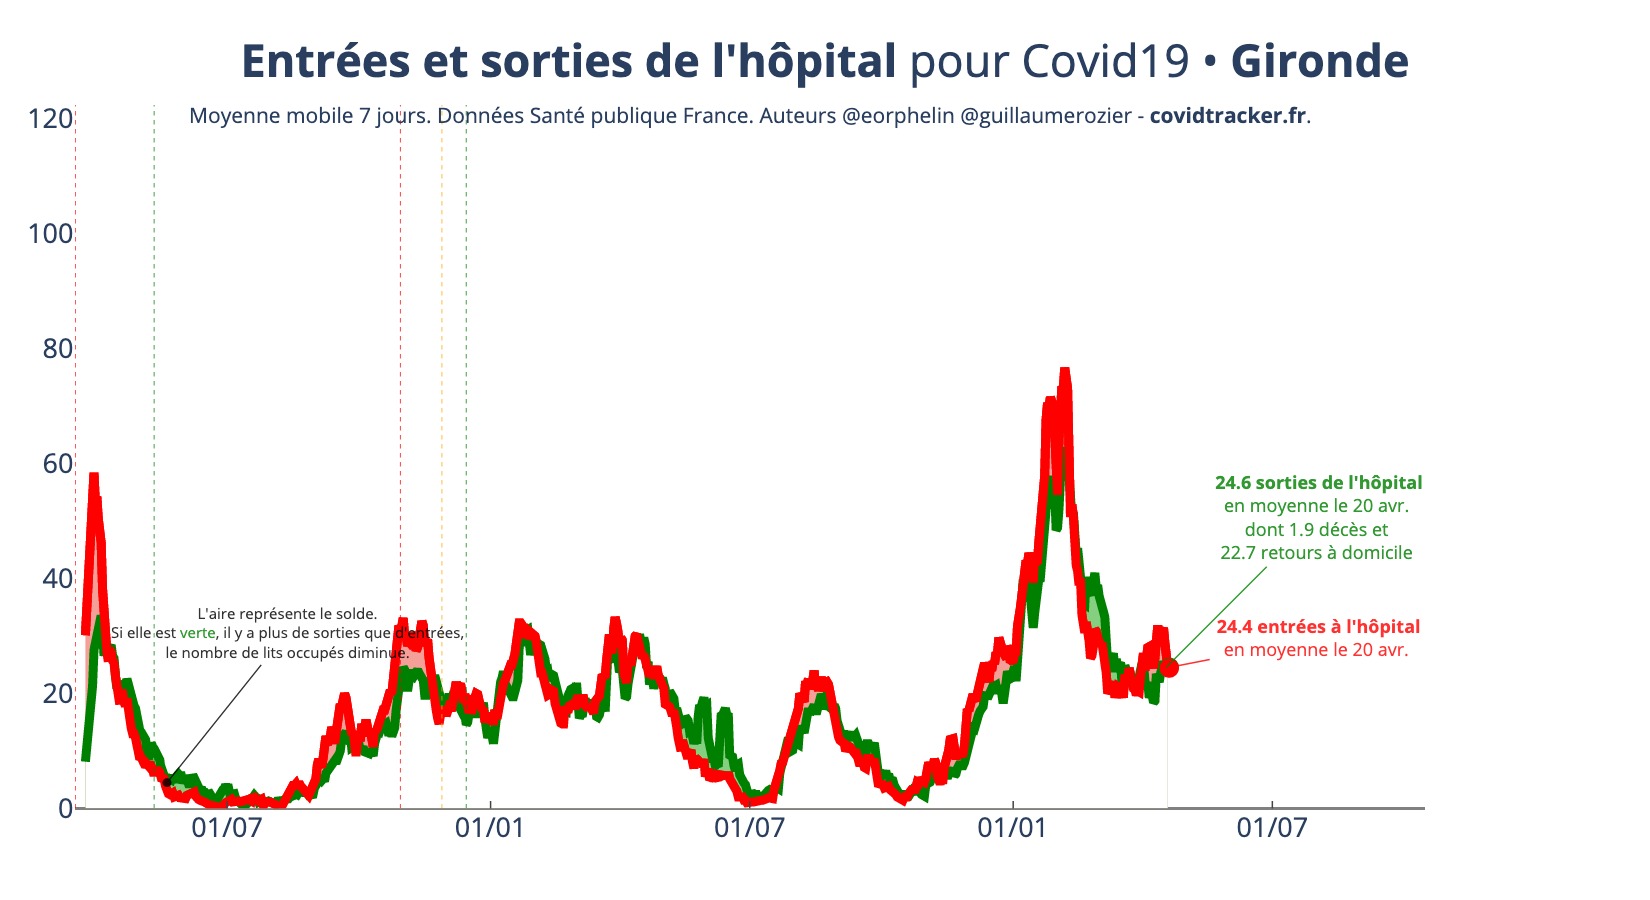 Entrées et sorties de l'hôpital pour Covid19 • Gironde
Moyenne mobile 7 jours. Données Santé publique France. Auteurs @eorphelin @guillaumerozier - covidtracker.fr.
120
100
80
60
40
20
0
24.6 sorties de l'hôpital
en moyenne le 20 avr.
dont 1.9 décès et
22.7 retours à domicile
L'aire représente le solde.
Si elle est verte, il y a plus de sorties que d'entrées,
le nombre de lits occupés diminue.
24.4 entrées à l'hôpital
en moyenne le 20 avr.
01/07
01/01
01/07
01/01
01/07